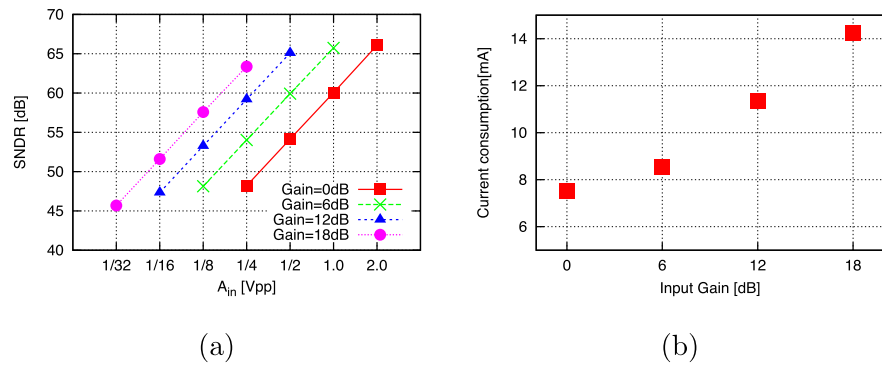 70
65
60
55
50
45
40
SNDR [dB]
Gain=0dB
Gain=6dB
Gain=12dB
Gain=18dB
1/32 1/16 1/8 1/4 1/2 1.0 2.0
A_in [Vpp]
(a)
14
12
10
8
6
Current consumption[mA]
0 6 12 18
Input Gain [dB]
(b)